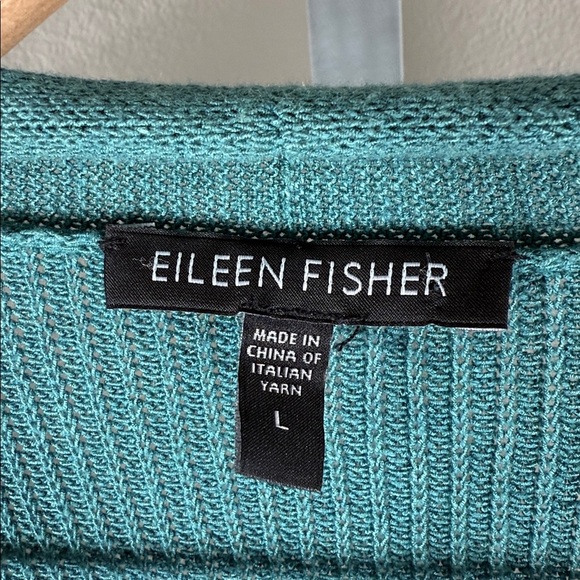 EILEEN FISHER
MADE IN
CHINA OF
ITALIAN
YARN
L